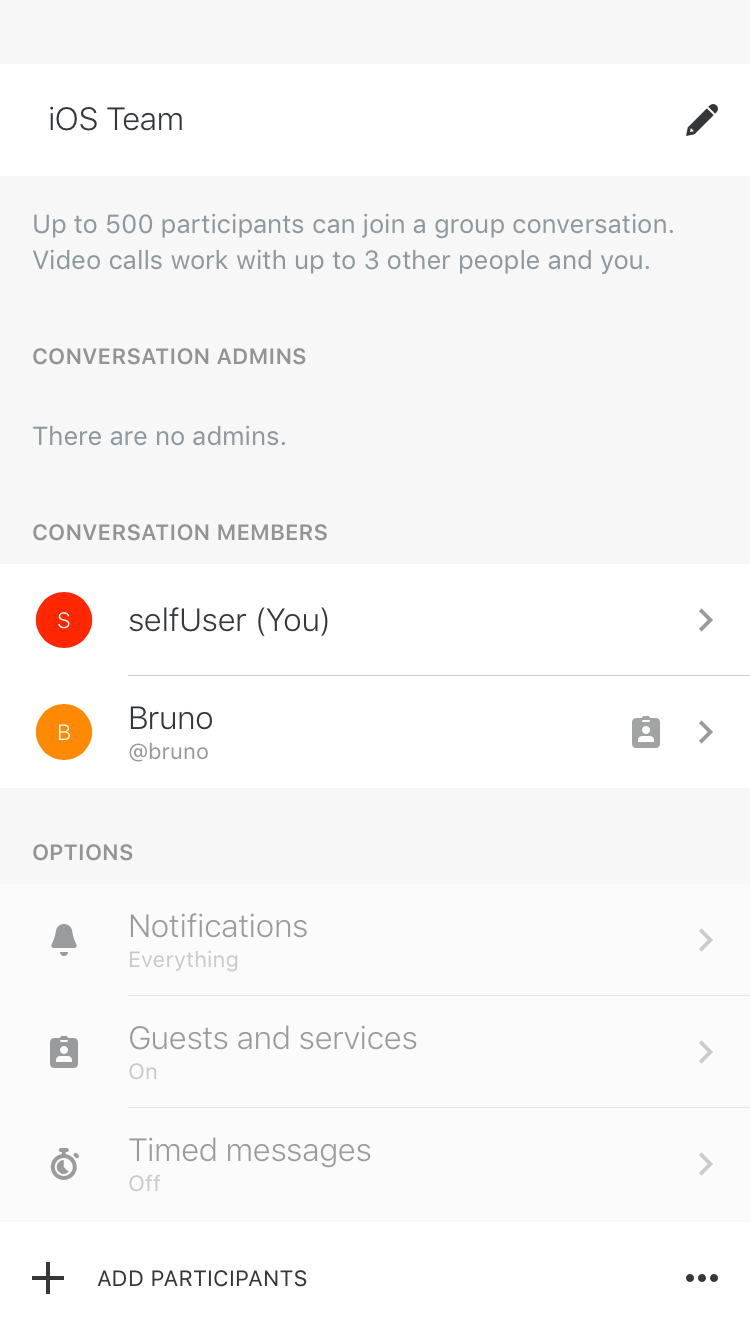 iOS Team
Up to 500 participants can join a group conversation.
Video calls work with up to 3 other people and you.
CONVERSATION ADMINS
There are no admins.
CONVERSATION MEMBERS
S
selfUser (You)
B
Bruno
@bruno
OPTIONS
Notifications
Everything
Guests and services
On
Timed messages
Off
ADD PARTICIPANTS